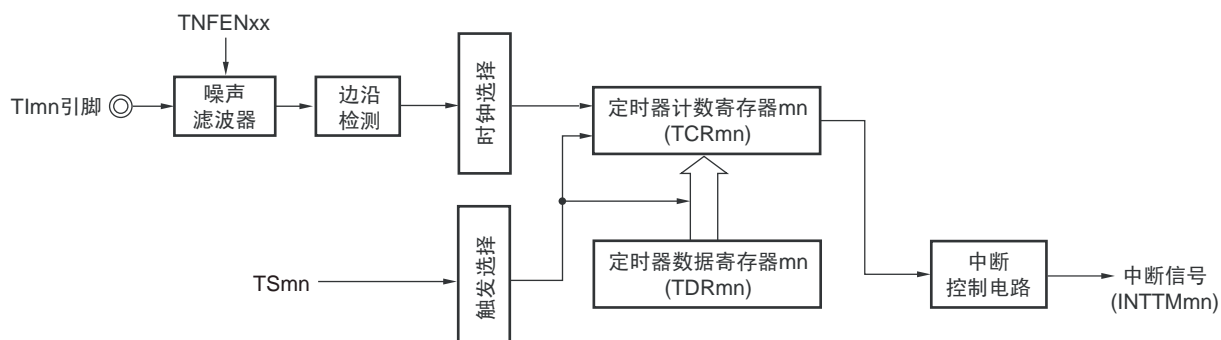 TNFENxx
TImn引脚
噪声
滤波器
边沿
检测
时钟选择
定时器计数寄存器mn
(TCRmn)
TSmn
触发选择
定时器数据寄存器mn
(TDRmn)
中断
控制电路
中断信号
(INTTMmn)